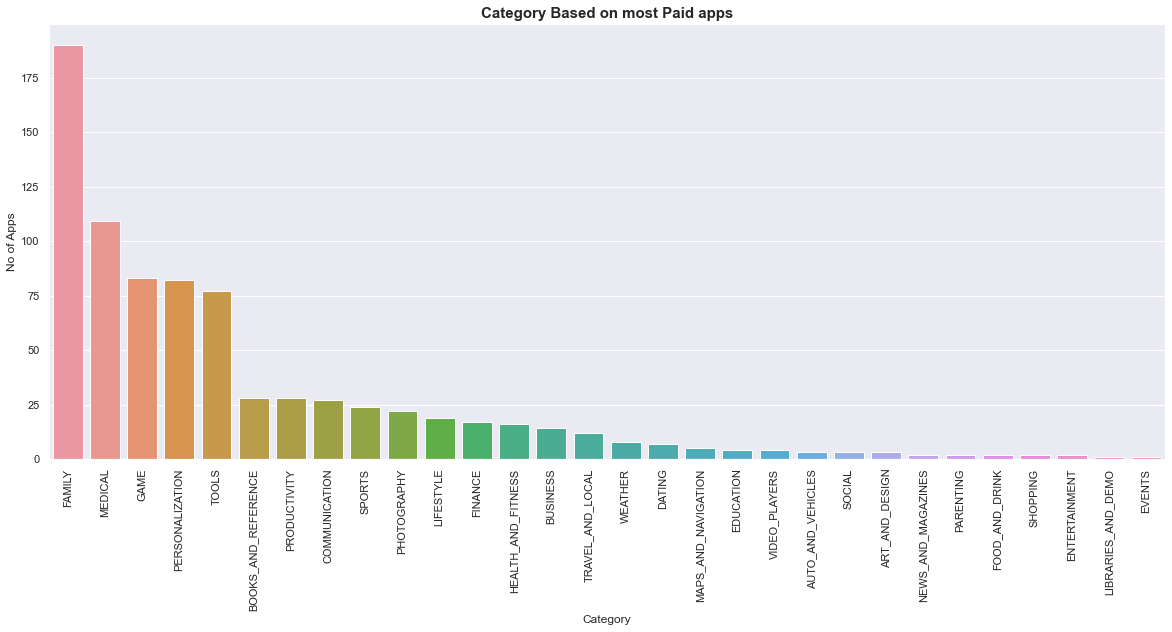 Category Based on most Paid apps
No of Apps
175
150
125
100
75
50
25
0
FAMILY
MEDICAL
GAME
PERSONALIZATION
TOOLS
BOOKS_AND_REFERENCE
PRODUCTIVITY
COMMUNICATION
SPORTS
PHOTOGRAPHY
LIFESTYLE
FINANCE
HEALTH_AND_FITNESS
BUSINESS
TRAVEL_AND_LOCAL
WEATHER
DATING
MAPS_AND_NAVIGATION
EDUCATION
VIDEO_PLAYERS
AUTO_AND_VEHICLES
SOCIAL
ART_AND_DESIGN
NEWS_AND_MAGAZINES
PARENTING
FOOD_AND_DRINK
SHOPPING
ENTERTAINMENT
LIBRARIES_AND_DEMO
EVENTS
Category